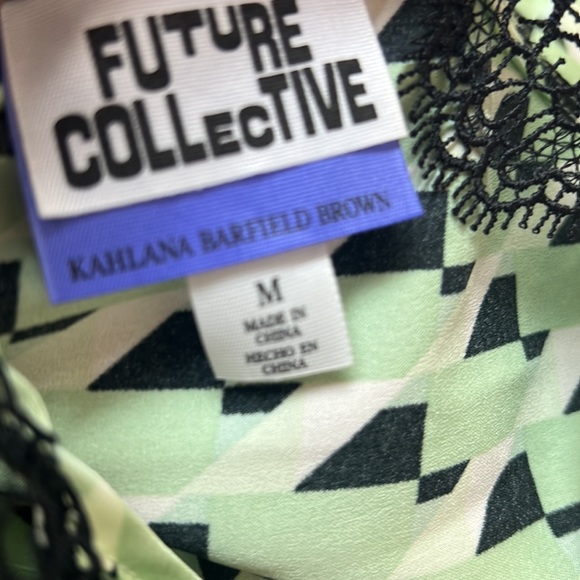 FUTURE
COLLECTIVE
KAHLANA BARFIELD BROWN
M
MADE IN
CHINA
HECHO EN
CHINA